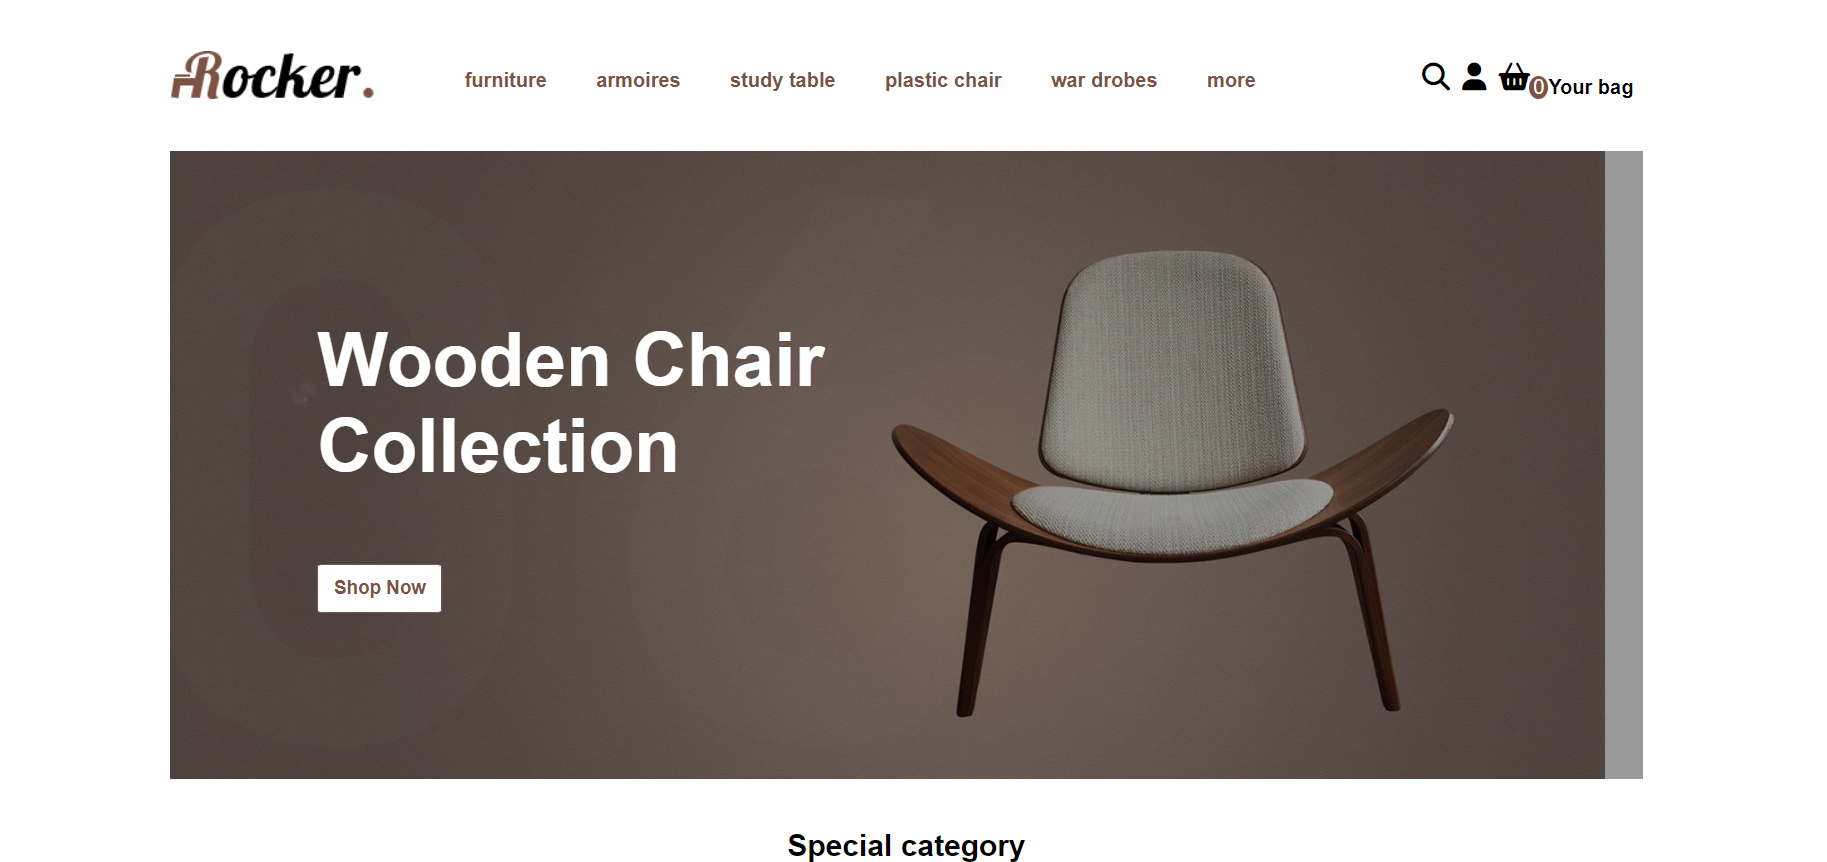 Rocker.
furniture armoires study table plastic chair war drobes more
0 Your bag
Wooden Chair
Collection
Shop Now
Special category